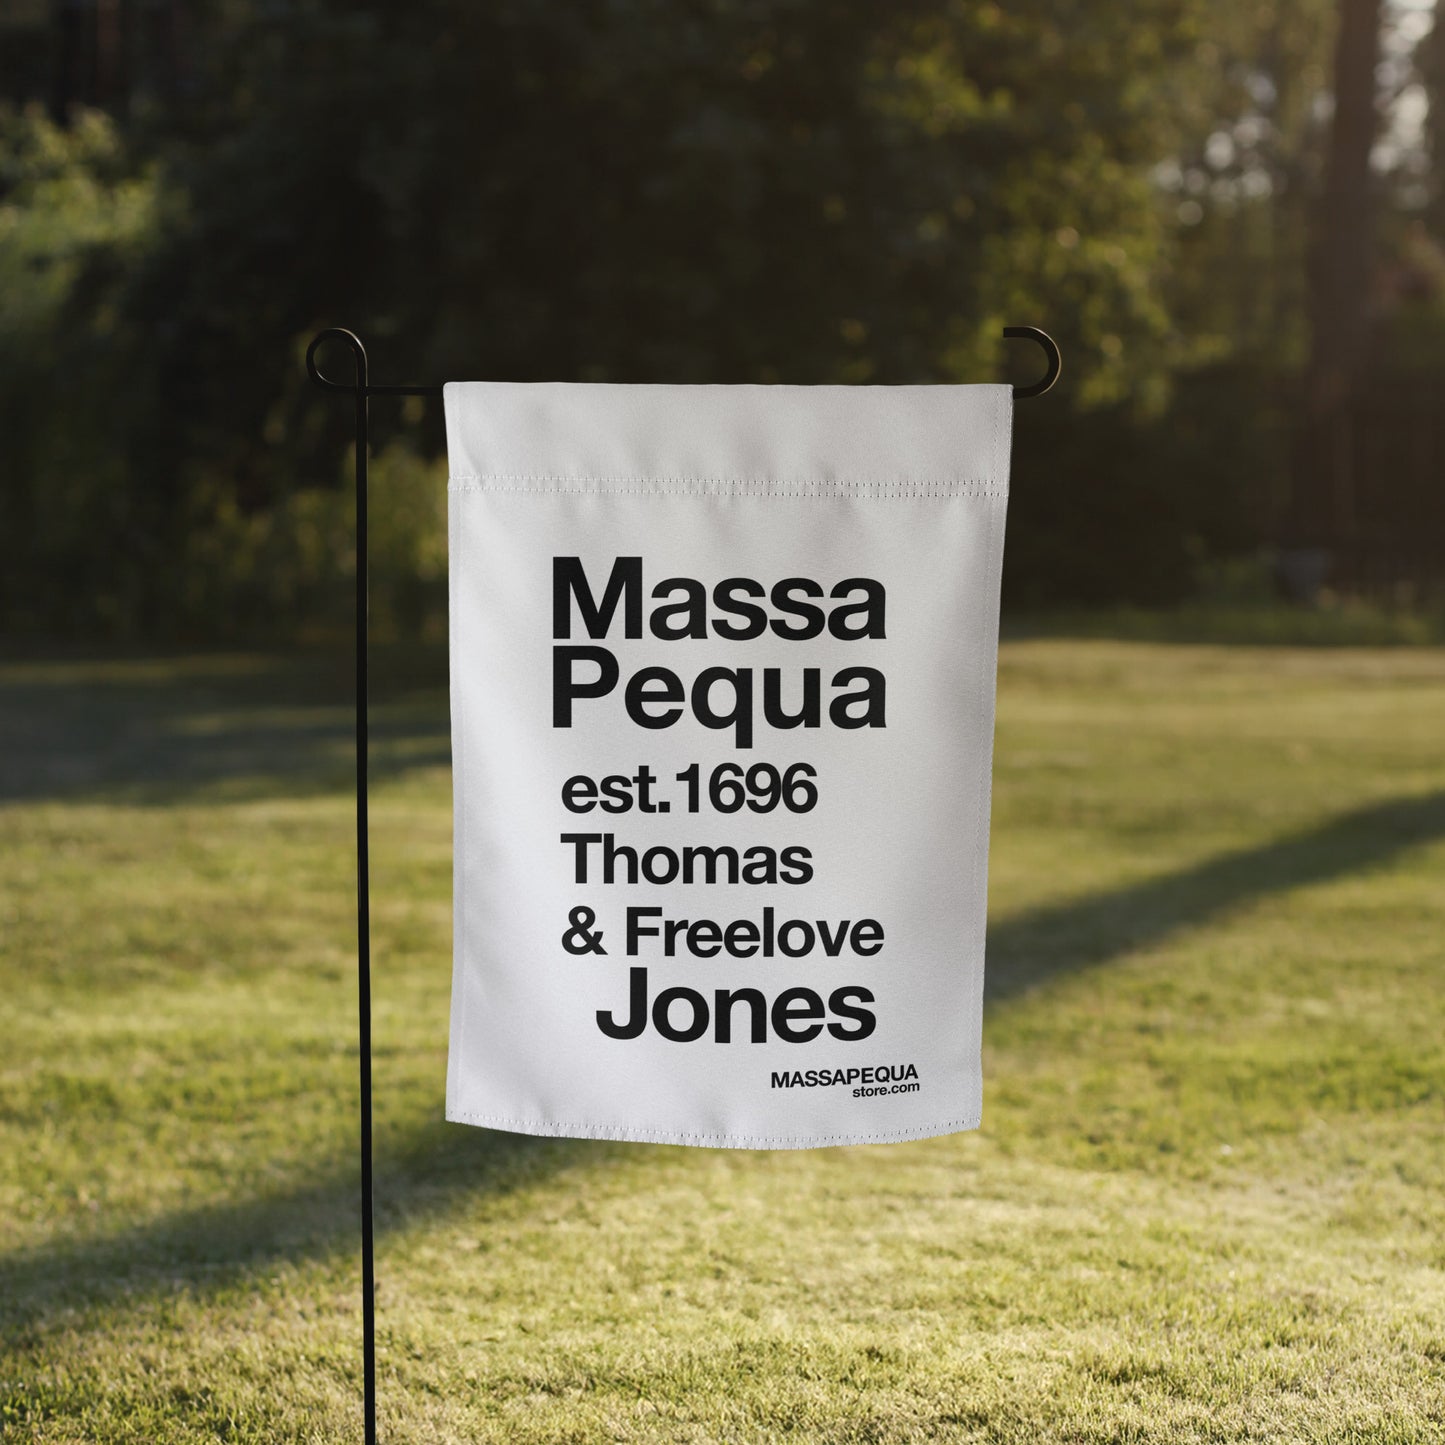 Massa
Pequa
est.1696
Thomas
& Freelove
Jones
MASSAPEQUA
store.com